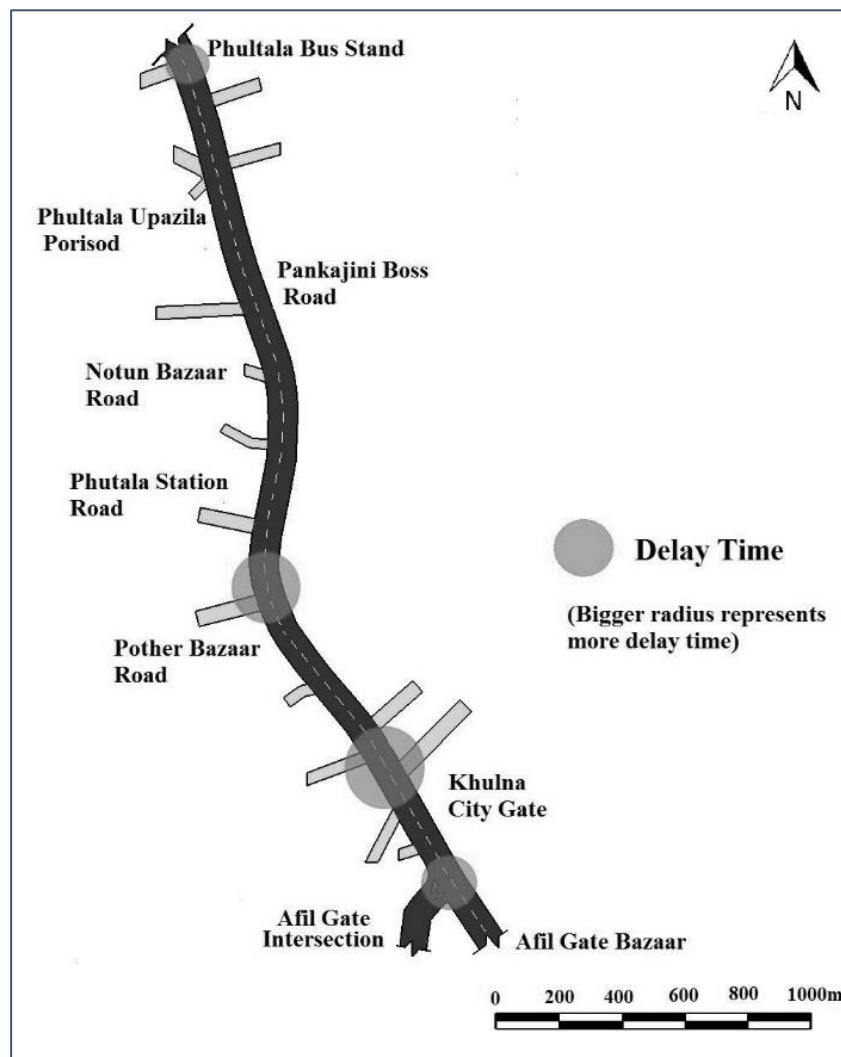 Phultala Bus Stand
N
Phultala Upazila
Porisod
Pankajini Boss
Road
Notun Bazaar
Road
Phutala Station
Road
Delay Time
(Bigger radius represents
more delay time)
Pother Bazaar
Road
Khulna
City Gate
Afil Gate
Intersection
Afil Gate Bazaar
0 200 400 600 800 1000m